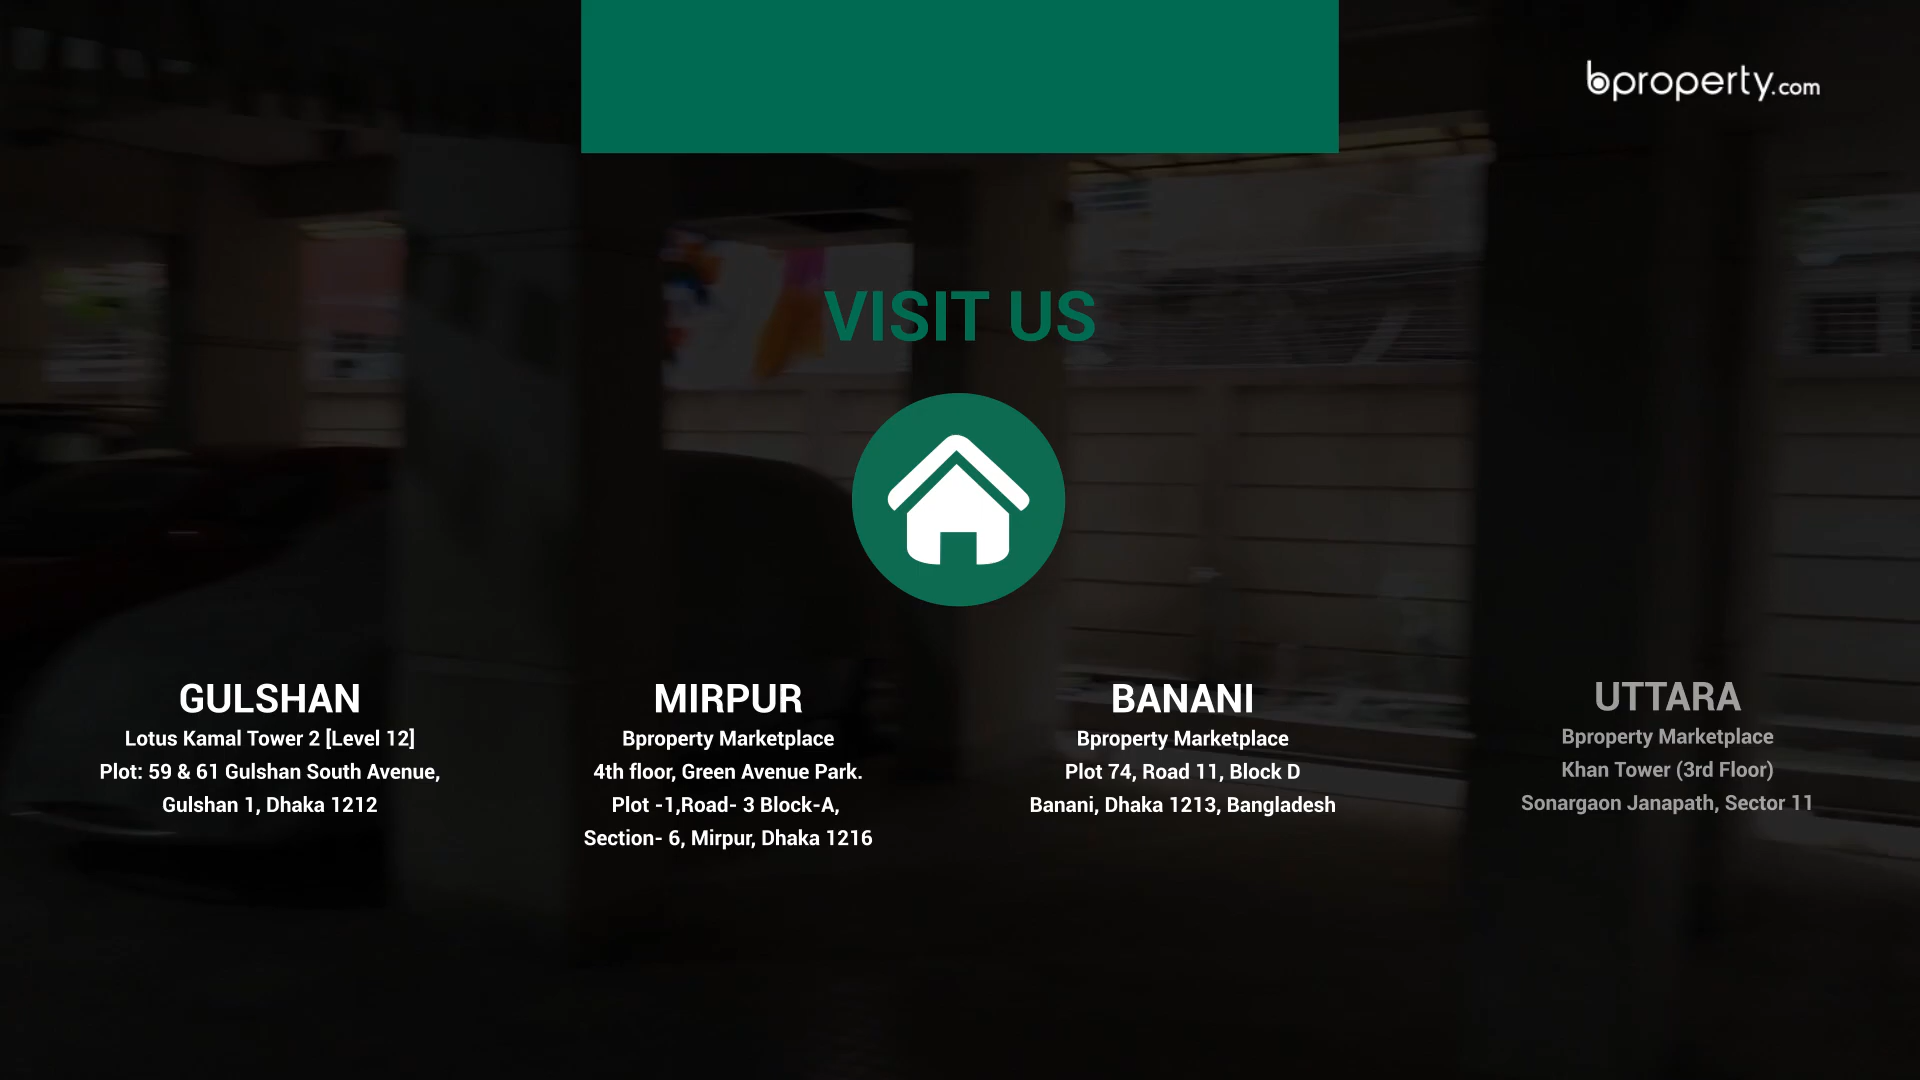 bproperty.com
VISIT US
GULSHAN
Lotus Kamal Tower 2 [Level 12]
Plot: 59 & 61 Gulshan South Avenue,
Gulshan 1, Dhaka 1212
MIRPUR
Bproperty Marketplace
4th floor, Green Avenue Park.
Plot -1,Road- 3 Block-A,
Section- 6, Mirpur, Dhaka 1216
BANANI
Bproperty Marketplace
Plot 74, Road 11, Block D
Banani, Dhaka 1213, Bangladesh
UTTARA
Bproperty Marketplace
Khan Tower (3rd Floor)
Sonargaon Janapath, Sector 11